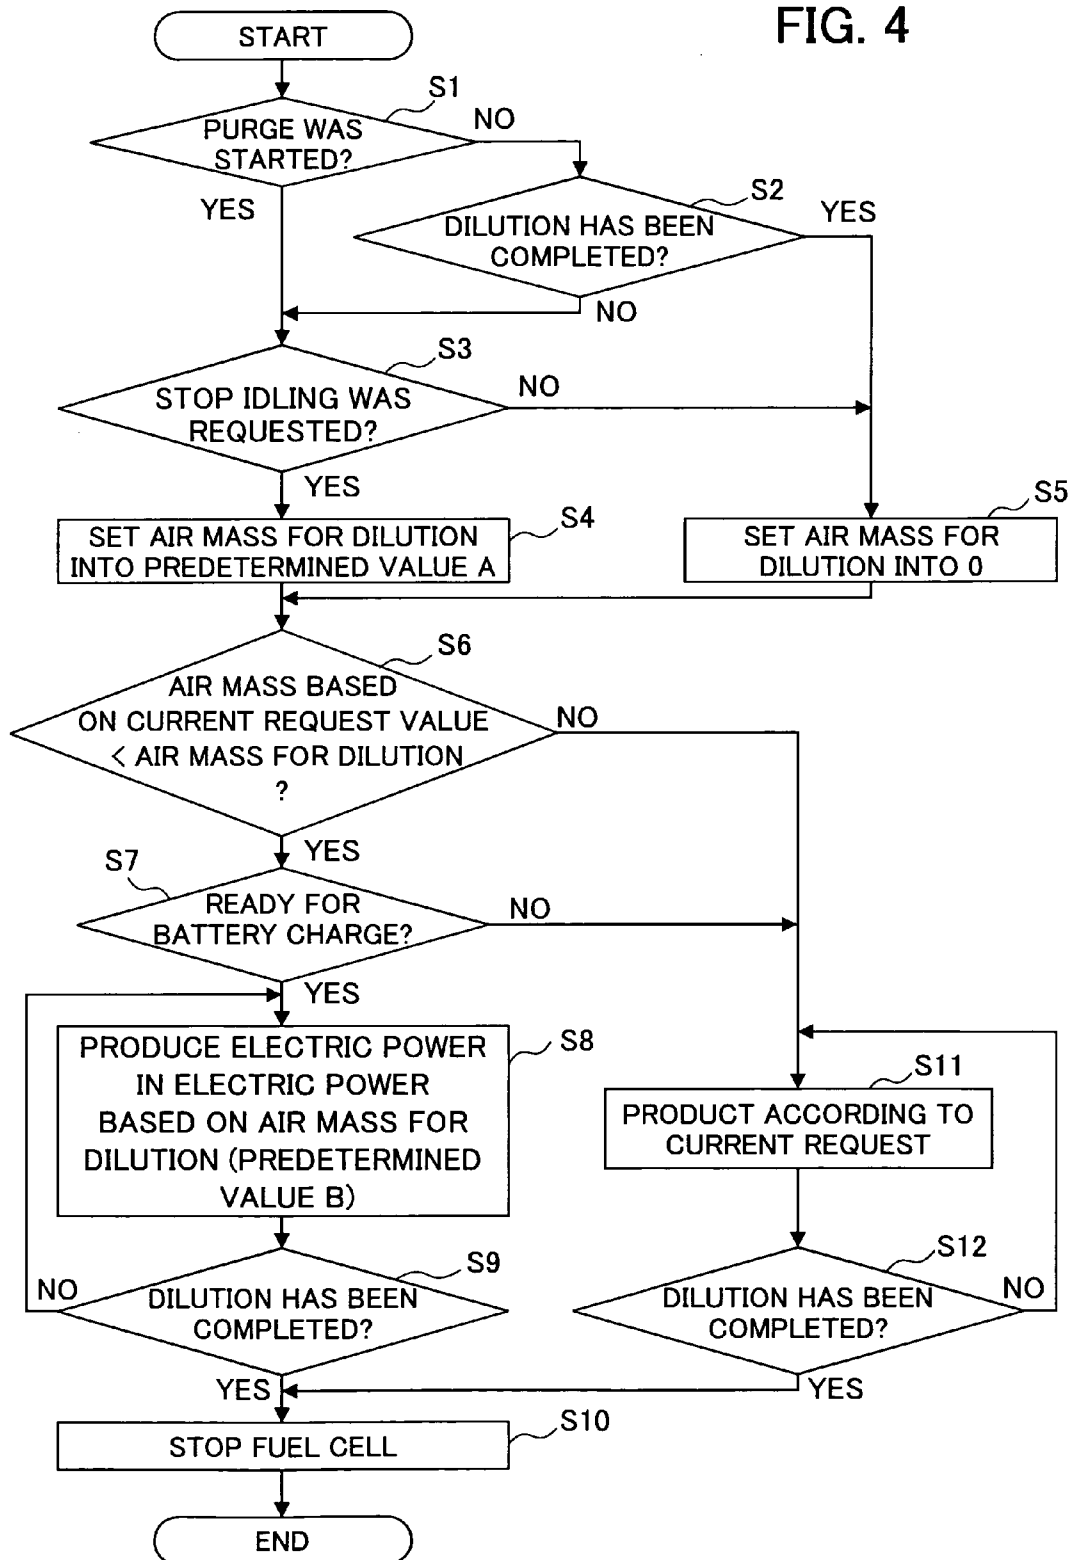 FIG. 4
START
S1
PURGE WAS
STARTED?
NO
YES
S2
DILUTION HAS BEEN
COMPLETED?
YES
NO
S3
STOP IDLING WAS
REQUESTED?
NO
YES
S4
SET AIR MASS FOR DILUTION
INTO PREDETERMINED VALUE A
S5
SET AIR MASS FOR
DILUTION INTO 0
S6
AIR MASS BASED
ON CURRENT REQUEST VALUE
< AIR MASS FOR DILUTION
?
NO
YES
S7
READY FOR
BATTERY CHARGE?
NO
YES
S8
PRODUCE ELECTRIC POWER
IN ELECTRIC POWER
BASED ON AIR MASS FOR
DILUTION (PREDETERMINED
VALUE B)
S11
PRODUCT ACCORDING TO
CURRENT REQUEST
S9
DILUTION HAS BEEN
COMPLETED?
NO
YES
S12
DILUTION HAS BEEN
COMPLETED?
NO
YES
S10
STOP FUEL CELL
END